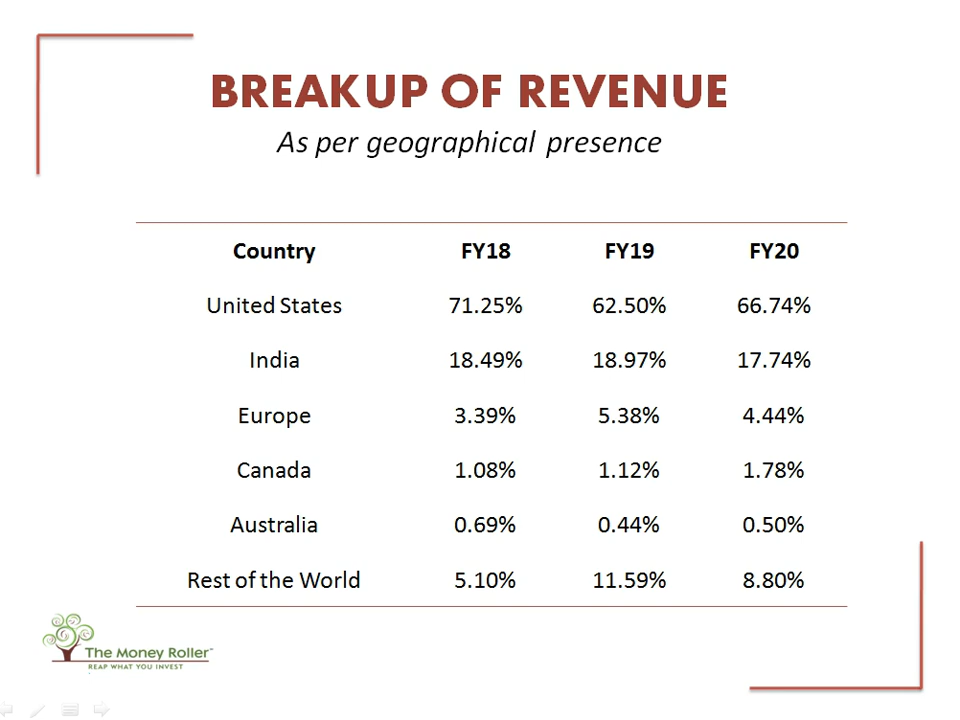 BREAKUP OF REVENUE
As per geographical presence
Country FY18 FY19 FY20
United States 71.25% 62.50% 66.74%
India 18.49% 18.97% 17.74%
Europe 3.39% 5.38% 4.44%
Canada 1.08% 1.12% 1.78%
Australia 0.69% 0.44% 0.50%
Rest of the World 5.10% 11.59% 8.80%
The Money Roller™
REAP WHAT YOU INVEST